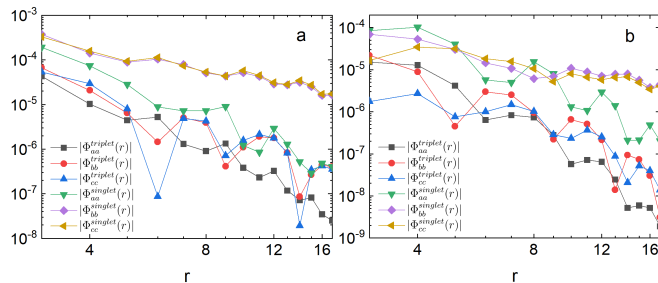 a
10^-3
10^-4
10^-5
10^-6
10^-7
10^-8
|Φ_aa^triplet(r)|
|Φ_bb^triplet(r)|
|Φ_cc^triplet(r)|
|Φ_aa^singlet(r)|
|Φ_bb^singlet(r)|
|Φ_cc^singlet(r)|
4 8 12 16
r
b
10^-4
10^-5
10^-6
10^-7
10^-8
10^-9
|Φ_aa^triplet(r)|
|Φ_bb^triplet(r)|
|Φ_cc^triplet(r)|
|Φ_aa^singlet(r)|
|Φ_bb^singlet(r)|
|Φ_cc^singlet(r)|
4 8 12 16
r